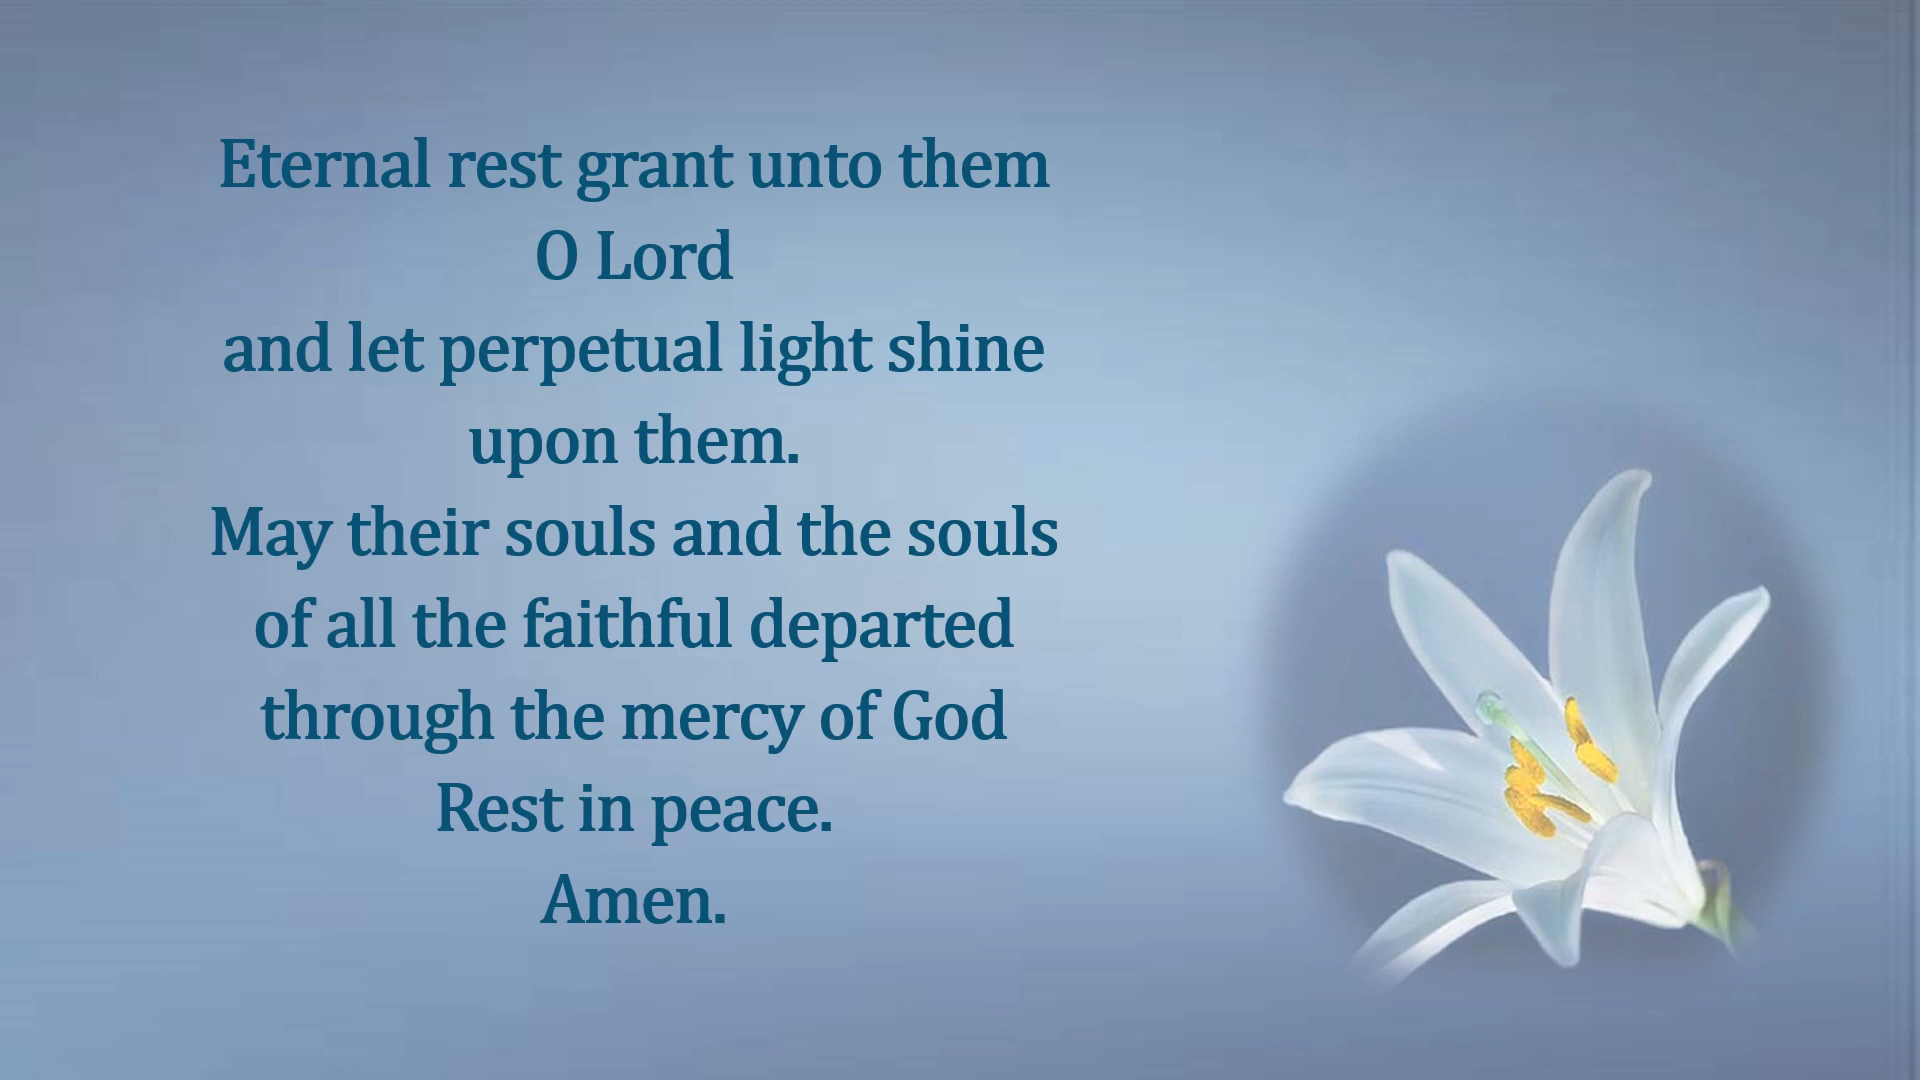 Eternal rest grant unto them
O Lord
and let perpetual light shine
upon them.
May their souls and the souls
of all the faithful departed
through the mercy of God
Rest in peace.
Amen.